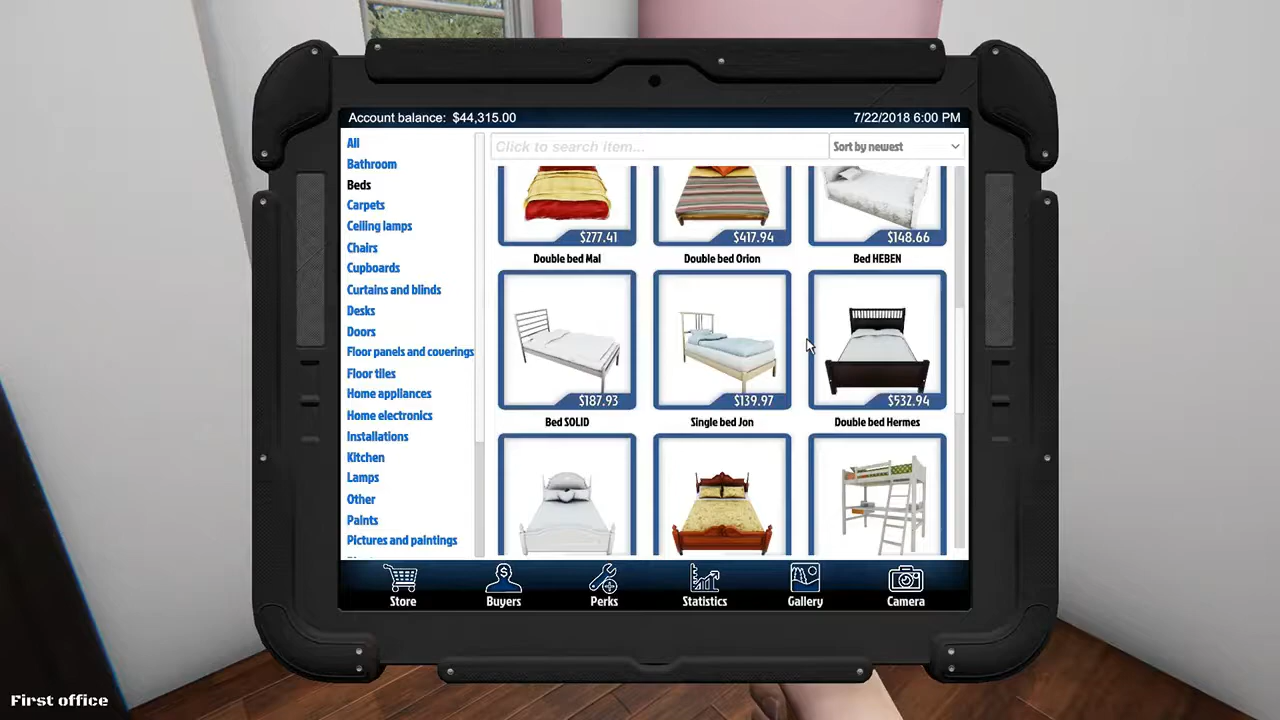 Account balance: $44,315.00
7/22/2018 6:00 PM
All
Bathroom
Beds
Carpets
Ceiling lamps
Chairs
Cupboards
Curtains and blinds
Desks
Doors
Floor panels and coverings
Floor tiles
Home appliances
Home electronics
Installations
Kitchen
Lamps
Other
Paints
Pictures and paintings
Click to search item...
Sort by newest
$277.41
$417.94
$148.66
Double bed Mal
Double bed Orion
Bed HEBEN
$187.93
$139.97
$532.94
Bed SOLID
Single bed Jon
Double bed Hermes
Store
Buyers
Perks
Statistics
Gallery
Camera
First office